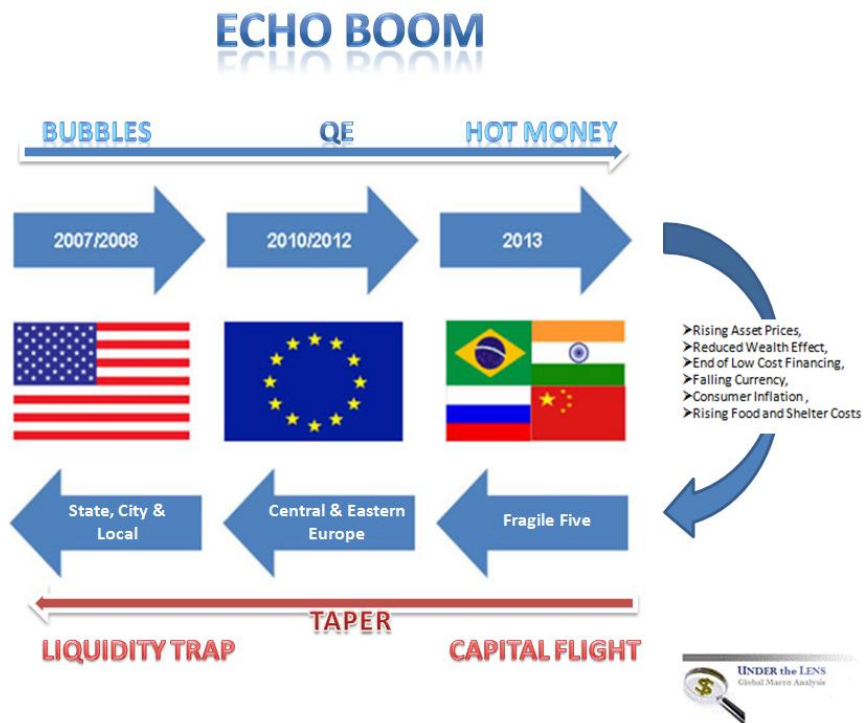 ECHO BOOM
BUBBLES QE HOT MONEY
2007/2008 2010/2012 2013
➤Rising Asset Prices,
➤Reduced Wealth Effect,
➤End of Low Cost Financing,
➤Falling Currency,
➤Consumer Inflation ,
➤Rising Food and Shelter Costs
State, City &
Local
Central & Eastern
Europe
Fragile Five
TAPER
LIQUIDITY TRAP CAPITAL FLIGHT
UNDER the LENS
Global Macro Analysis
$